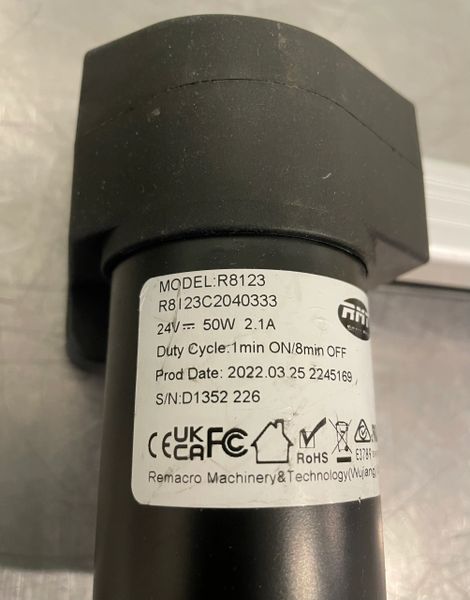 MODEL:R8123
R8123C2040333
24V⎓ 50W 2.1A
Duty Cycle:1min ON/8min OFF
Prod Date: 2022.03.25 2245169
S/N:D1352 226
CE UK CA FC
RoHS
E3789
Remacro Machinery&Technology(Wujiang